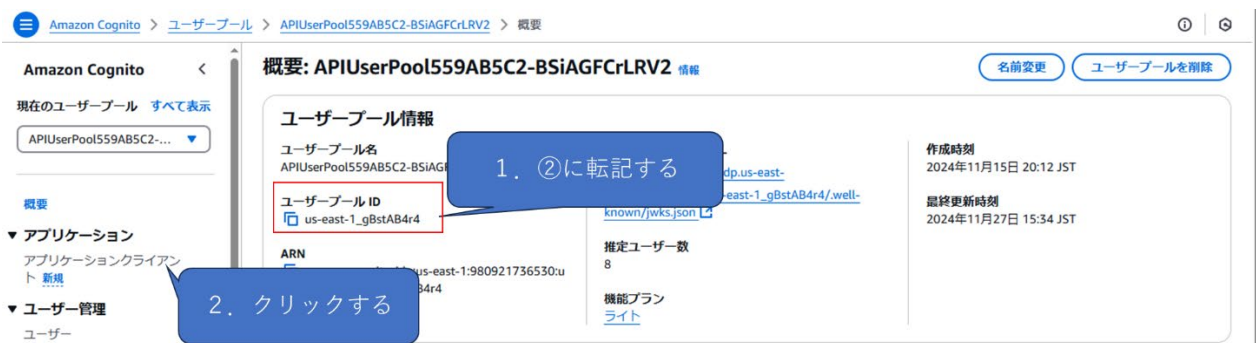 Amazon Cognito > ユーザープール > APIUserPool559AB5C2-BSiAGFCrLRV2 > 概要
Amazon Cognito
現在のユーザープール すべて表示
APIUserPool559AB5C2-...
概要
▼ アプリケーション
アプリケーションクライアン
ト 新規
▼ ユーザー管理
ユーザー
概要: APIUserPool559AB5C2-BSiAGFCrLRV2 情報
名前変更
ユーザープールを削除
ユーザープール情報
ユーザープール名
APIUserPool559AB5C2-BSiAGF
ユーザープール ID
us-east-1_gBstAB4r4
ARN
us-east-1:980921736530:u
B4r4
dp.us-east-
east-1_gBstAB4r4/.well-
known/jwks.json
推定ユーザー数
8
機能プラン
ライト
作成時刻
2024年11月15日 20:12 JST
最終更新時刻
2024年11月27日 15:34 JST
1. ②に転記する
2. クリックする